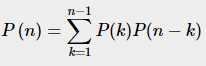 P(n) = \sum_{k=1}^{n-1} P(k)P(n − k)